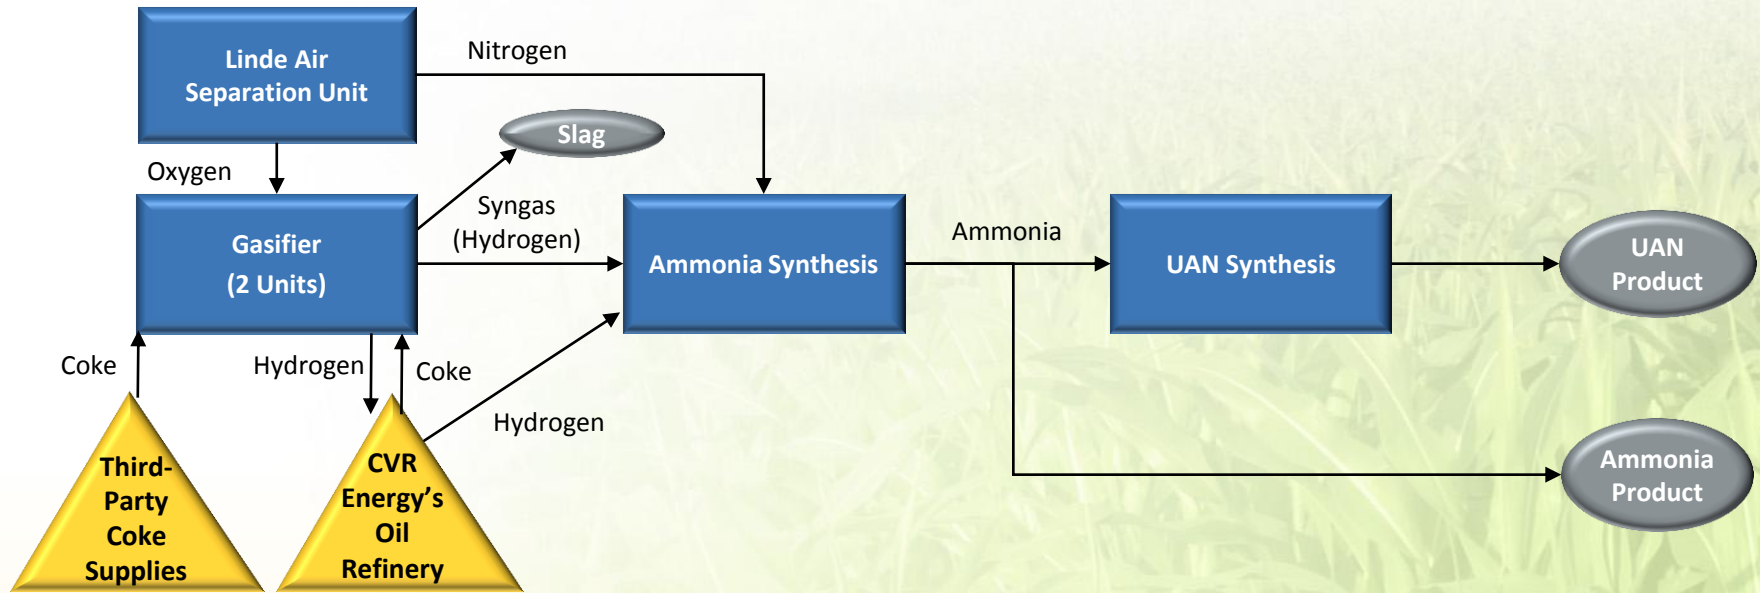 Linde Air
Separation Unit
Nitrogen
Slag
Oxygen
Gasifier
(2 Units)
Syngas
(Hydrogen)
Ammonia Synthesis
Ammonia
UAN Synthesis
UAN
Product
Coke
Hydrogen
Coke
Hydrogen
Third-
Party
Coke
Supplies
CVR
Energy’s
Oil
Refinery
Ammonia
Product